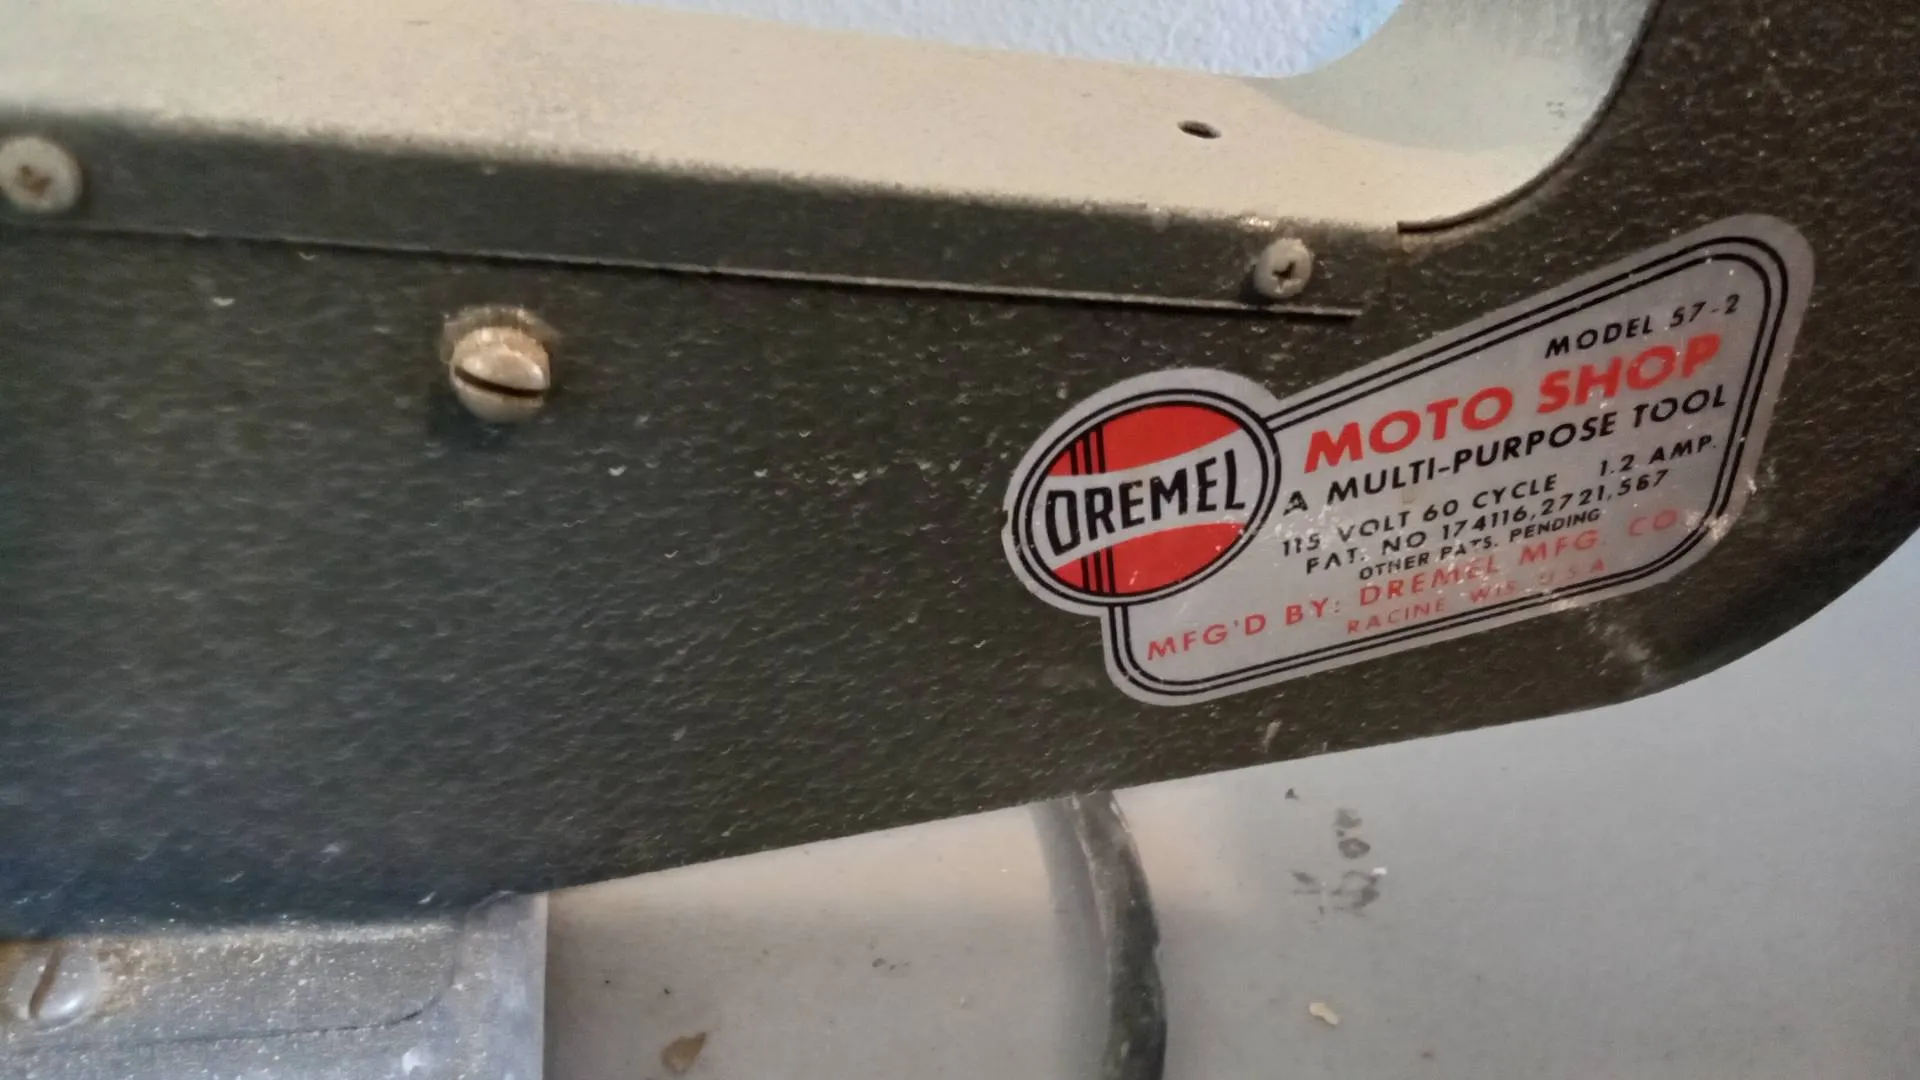 MODEL 57-2
MOTO SHOP
DREMEL
A MULTI-PURPOSE TOOL
115 VOLT 60 CYCLE 1.2 AMP.
PAT. NO 174116,2721,567
OTHER PATS. PENDING
MFG'D BY: DREMEL MFG. CO.
RACINE WIS. U.S.A.